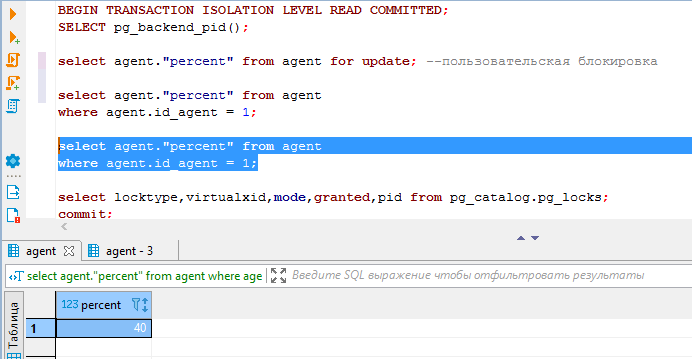 BEGIN TRANSACTION ISOLATION LEVEL READ COMMITTED;
SELECT pg_backend_pid();
select agent."percent" from agent for update; --пользовательская блокировка
select agent."percent" from agent
where agent.id_agent = 1;
select agent."percent" from agent
where agent.id_agent = 1;
select locktype,virtualxid,mode,granted,pid from pg_catalog.pg_locks;
commit;
agent
agent - 3
select agent."percent" from agent where age
Введите SQL выражение чтобы отфильтровать результаты
Таблица
123 percent
1 40